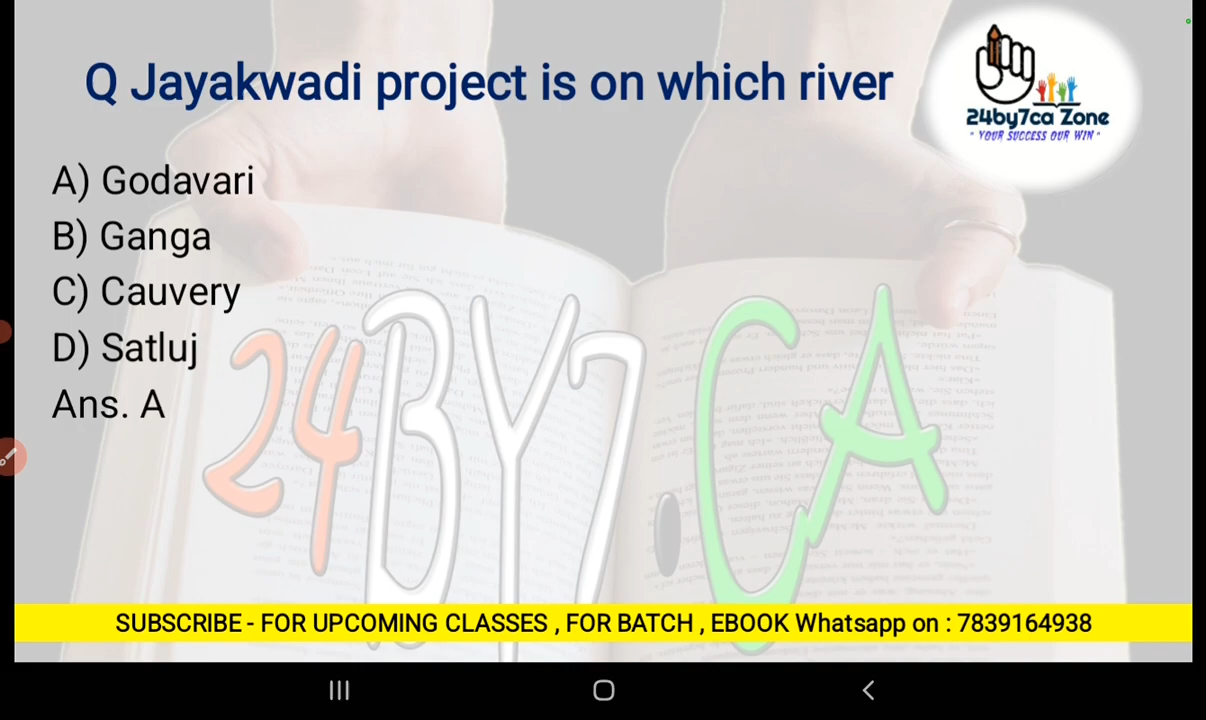 Q Jayakwadi project is on which river
24by7ca Zone
" YOUR SUCCESS OUR WIN "
A) Godavari
B) Ganga
C) Cauvery
D) Satluj
Ans. A
24BY7.CA
SUBSCRIBE - FOR UPCOMING CLASSES , FOR BATCH , EBOOK Whatsapp on : 7839164938